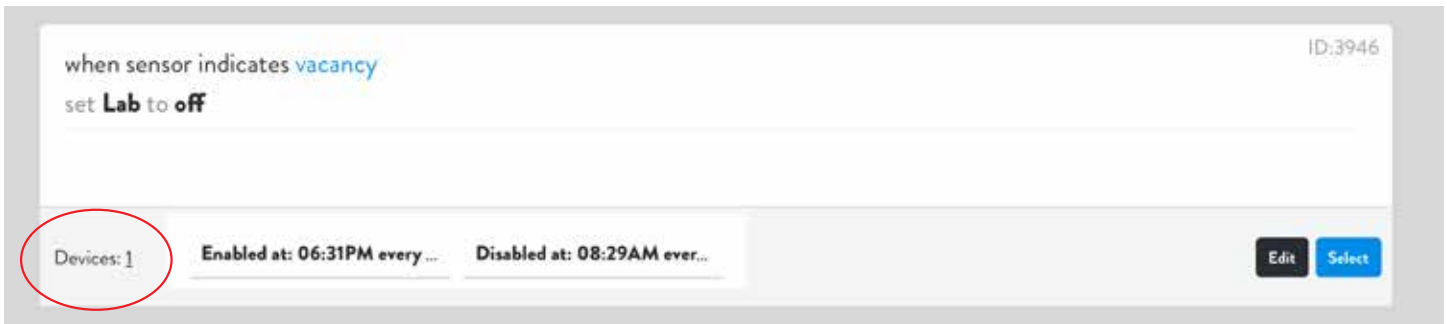 ID:3946
when sensor indicates vacancy
set Lab to off
Devices: 1 Enabled at: 06:31PM every ... Disabled at: 08:29AM ever... Edit Select